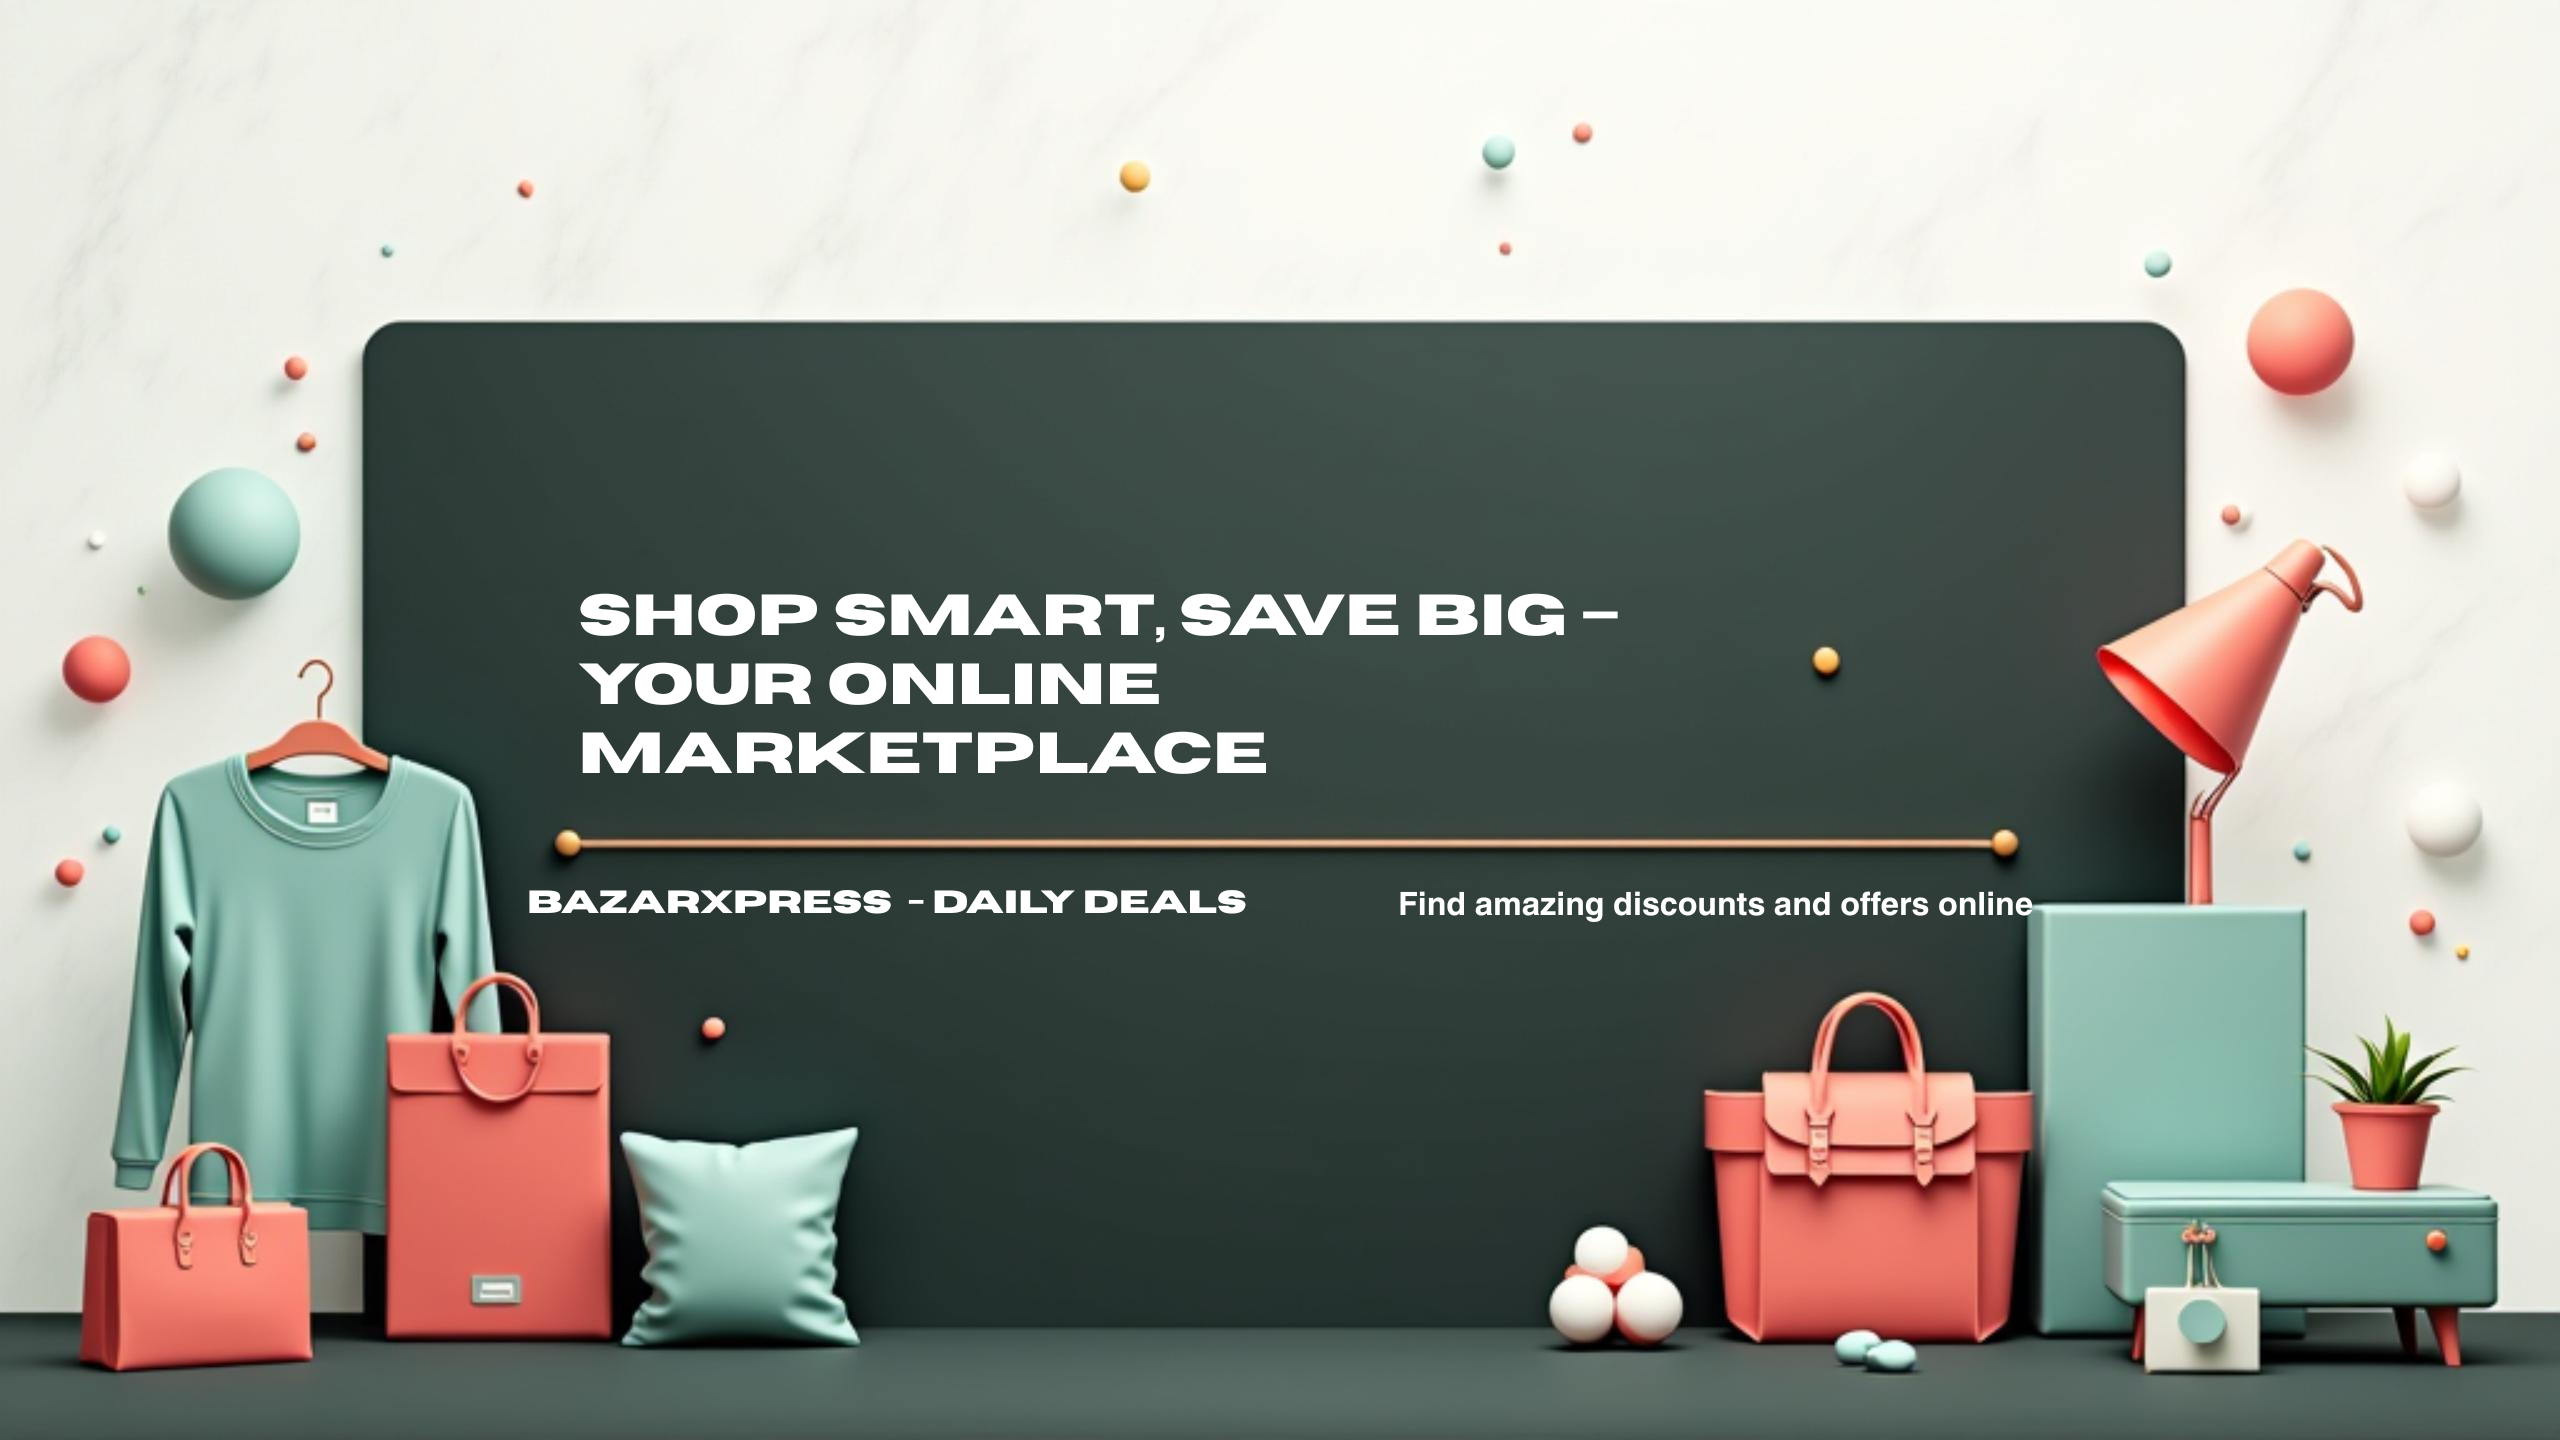 SHOP SMART, SAVE BIG –
YOUR ONLINE
MARKETPLACE
BAZARXPRESS - DAILY DEALS
Find amazing discounts and offers online